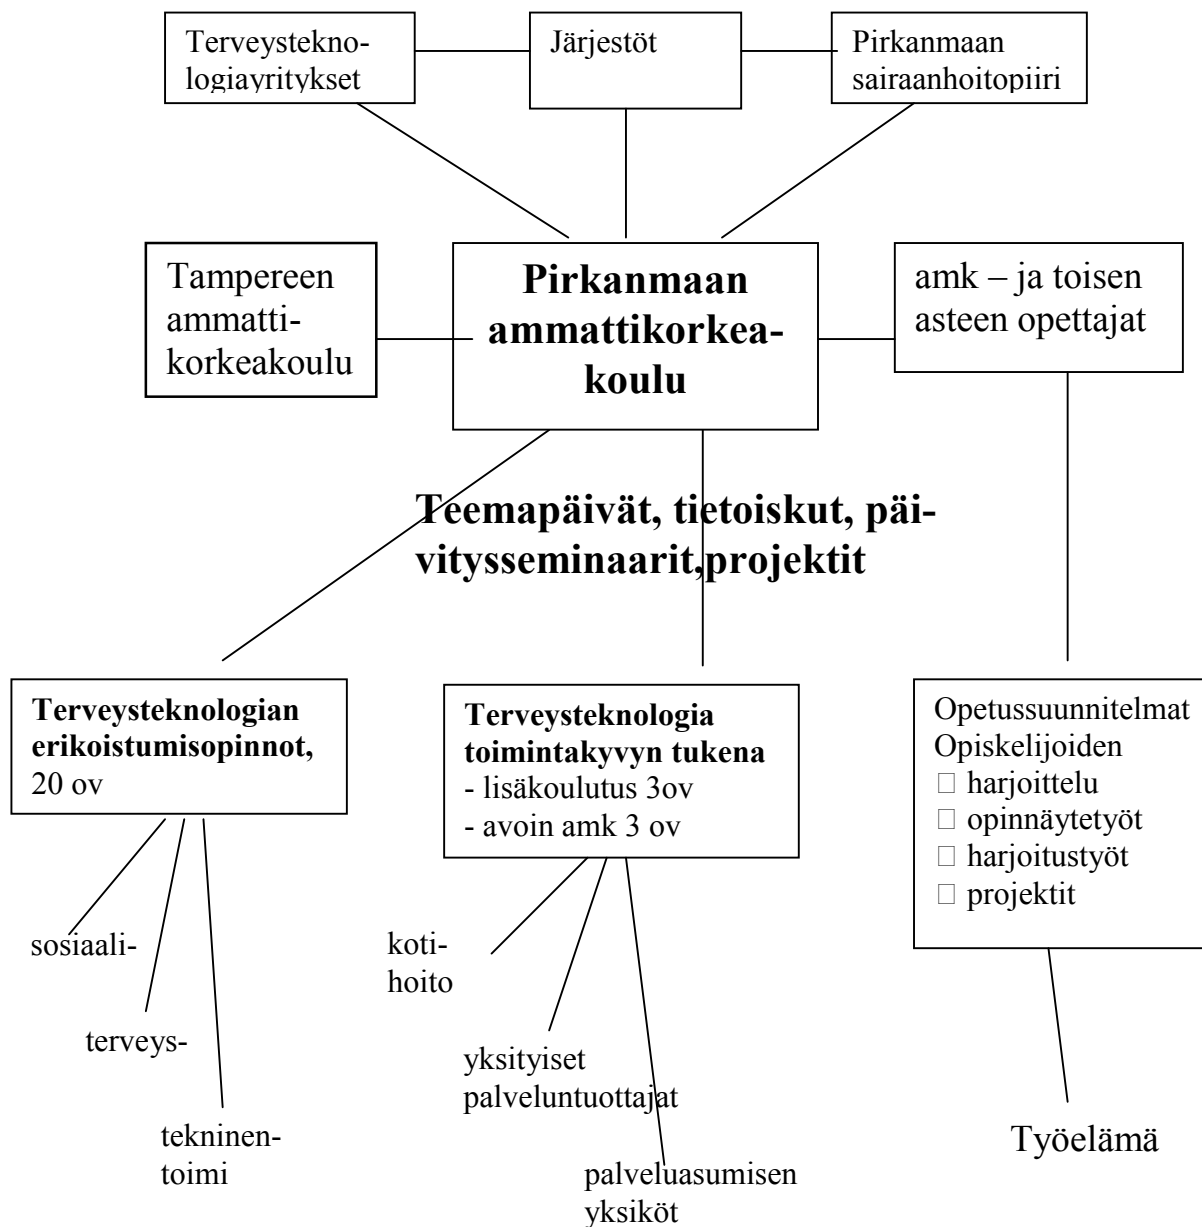 Terveystekno-
logiayritykset
Järjestöt
Pirkanmaan
sairaanhoitopiiri
Tampereen
ammatti-
korkeakoulu
Pirkanmaan
ammattikorkea-
koulu
amk – ja toisen
asteen opettajat
Teemapäivät, tietoiskut, päi-
vitysseminaarit,projektit
Terveysteknologian
erikoistumisopinnot,
20 ov
Terveysteknologia
toimintakyvyn tukena
- lisäkoulutus 3ov
- avoin amk 3 ov
Opetussuunnitelmat
Opiskelijoiden
□ harjoittelu
□ opinnäytetyöt
□ harjoitustyöt
□ projektit
sosiaali-
terveys-
tekninen-
toimi
koti-
hoito
yksityiset
palveluntuottajat
palveluasumisen
yksiköt
Työelämä